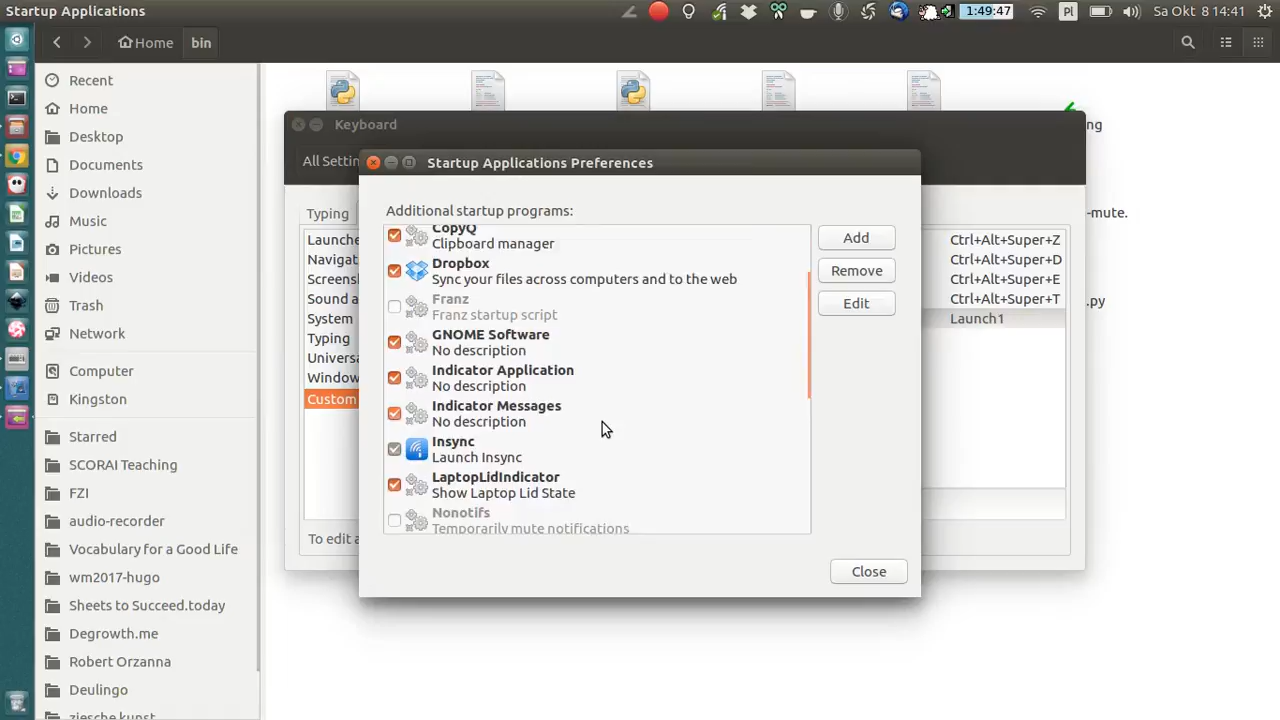 Startup Applications
1:49:47
Pl
Sa Okt 8 14:41
Home
bin
Recent
Home
Desktop
Documents
Downloads
Music
Pictures
Videos
Trash
Network
Computer
Kingston
Starred
SCORAI Teaching
FZI
audio-recorder
Vocabulary for a Good Life
wm2017-hugo
Sheets to Succeed.today
Degrowth.me
Robert Orzanna
Deulingo
ziesche kunst
ng
-mute.
.py
Keyboard
All Settin
Typing
Launche
Navigat
Screens
Sound a
System
Typing
Universa
Window
Custom
Ctrl+Alt+Super+Z
Ctrl+Alt+Super+D
Ctrl+Alt+Super+E
Ctrl+Alt+Super+T
Launch1
To edit a
Startup Applications Preferences
Additional startup programs:
CopyQ
Clipboard manager
Dropbox
Sync your files across computers and to the web
Franz
Franz startup script
GNOME Software
No description
Indicator Application
No description
Indicator Messages
No description
Insync
Launch Insync
LaptopLidIndicator
Show Laptop Lid State
Nonotifs
Temporarily mute notifications
Add
Remove
Edit
Close